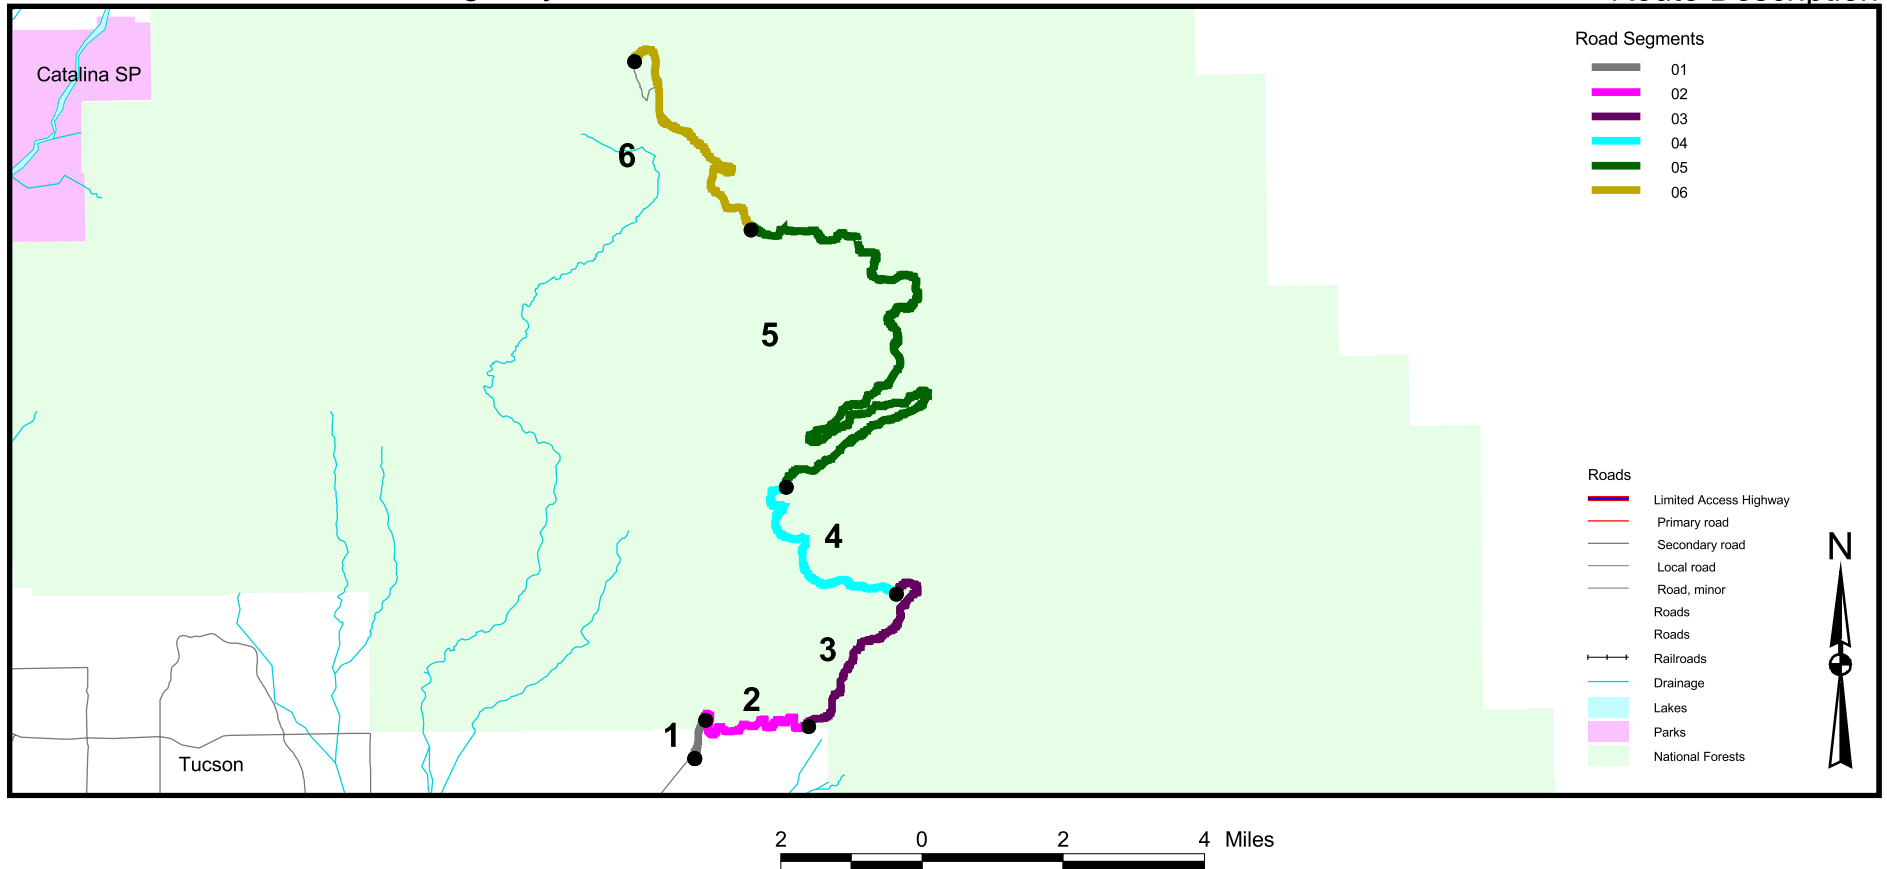 Catalina SP
Road Segments
01
02
03
04
05
06
6
5
4
3
2
1
Tucson
Roads
Limited Access Highway
Primary road
Secondary road
Local road
Road, minor
Roads
Roads
Railroads
Drainage
Lakes
Parks
National Forests
N
2 0 2 4 Miles